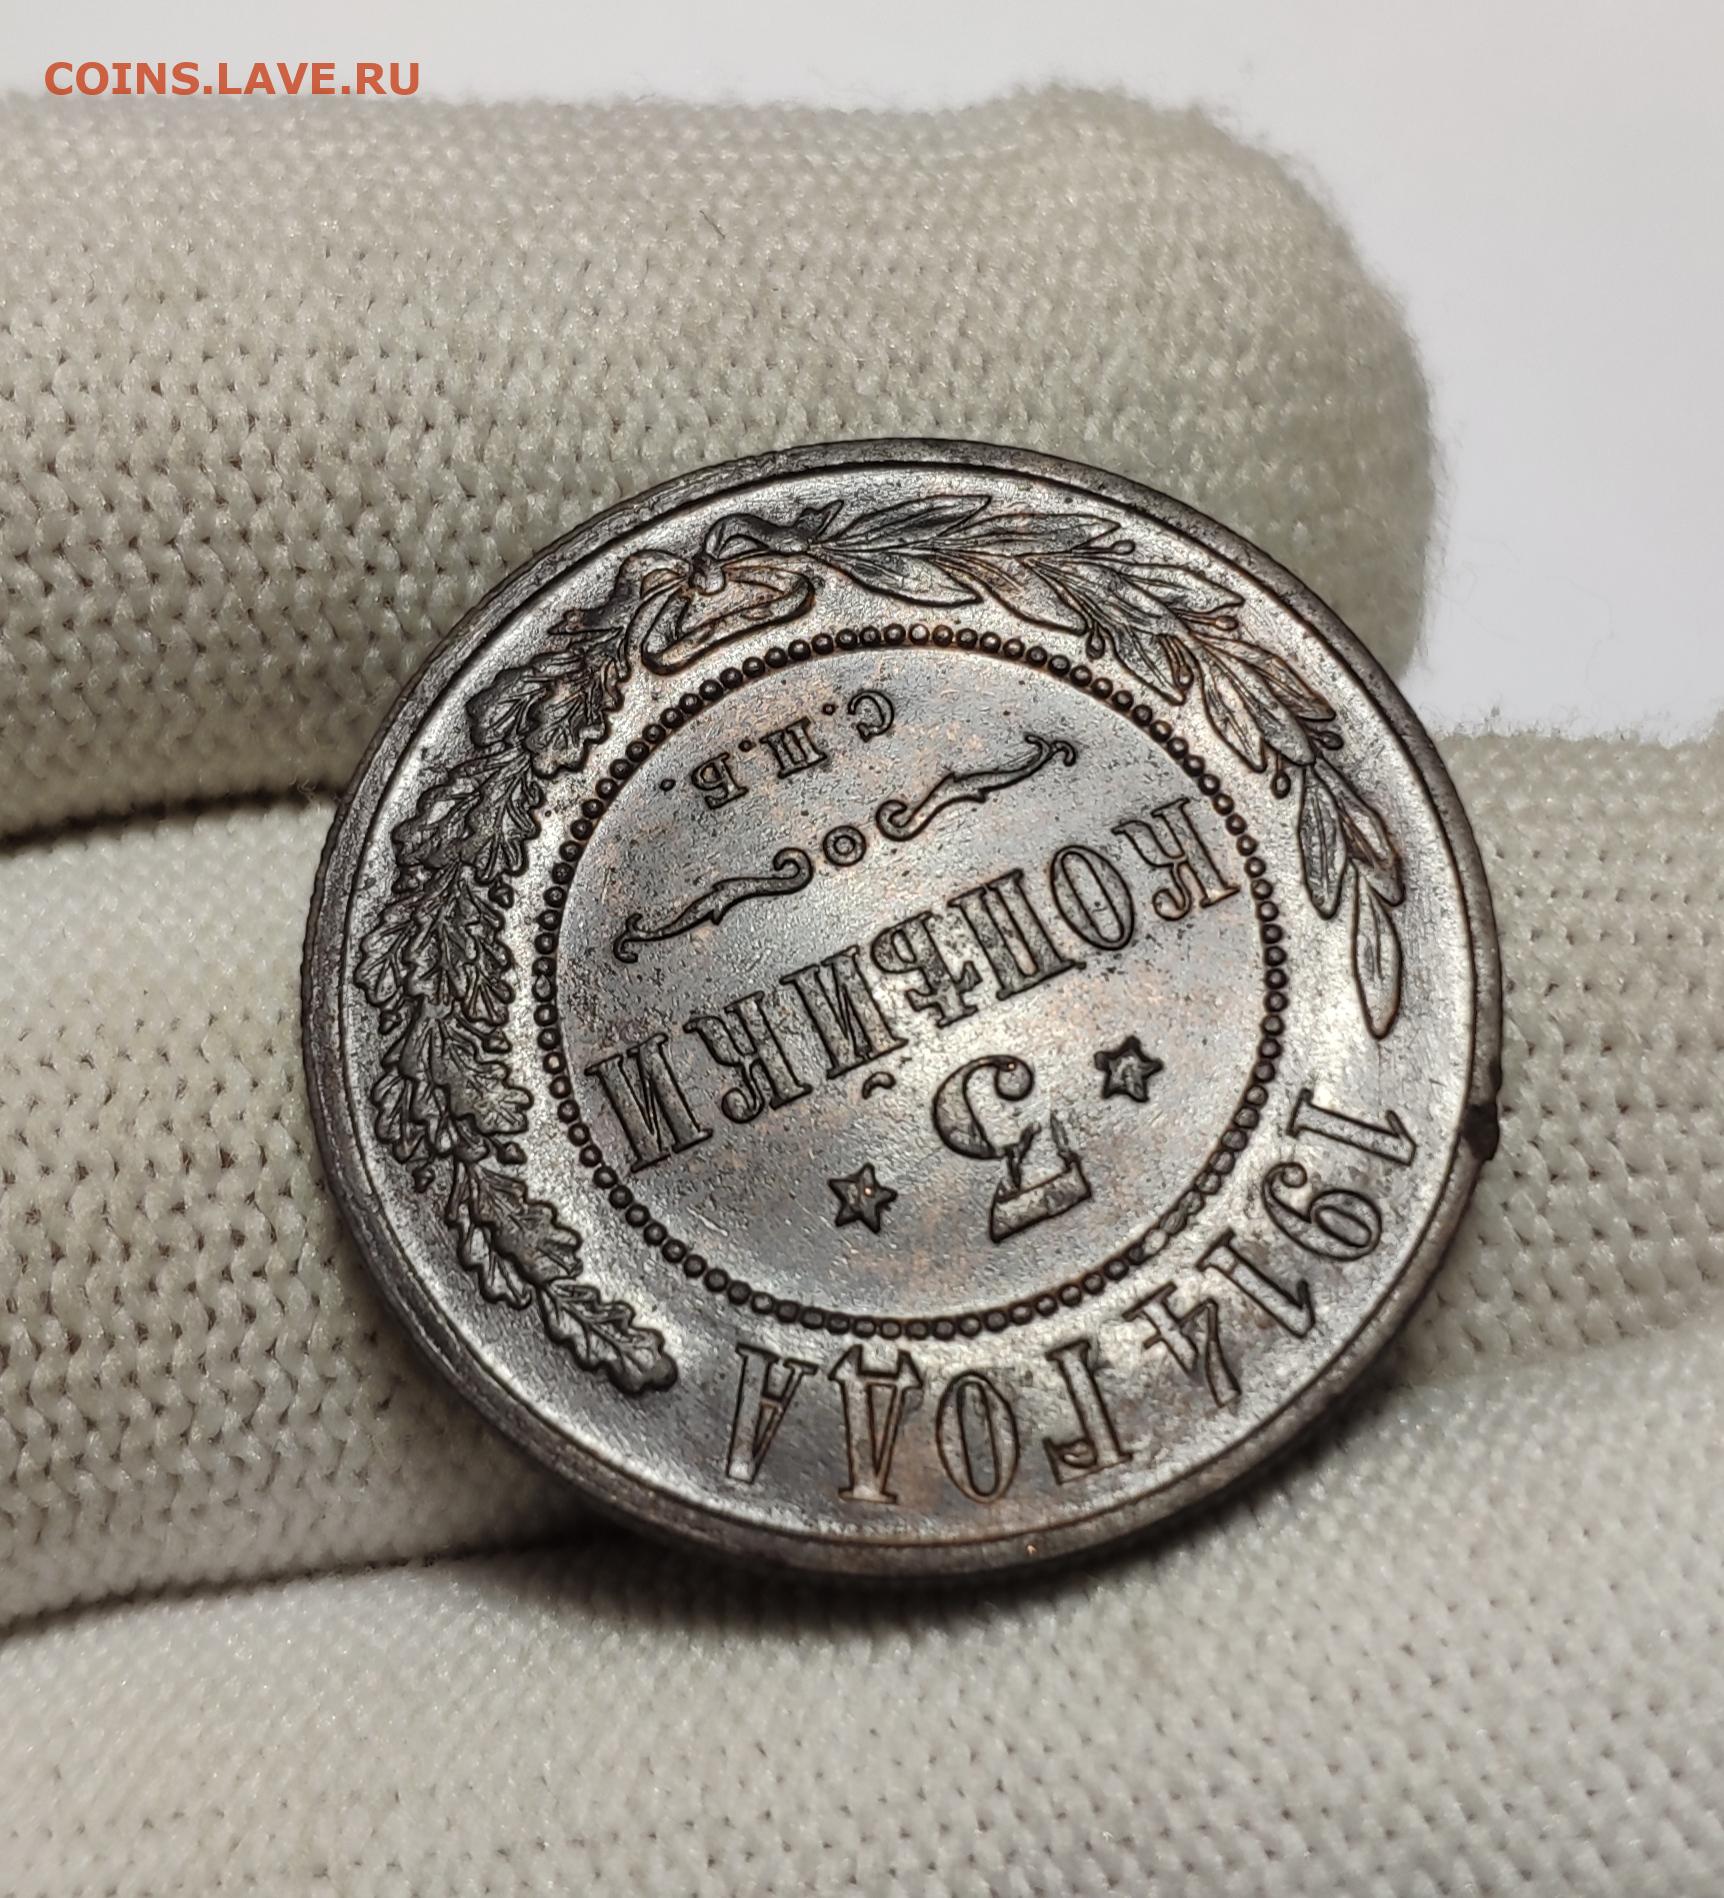 COINS.LAVE.RU
1914 ГОДА
3
КОПѢЙКИ
С.П.Б.